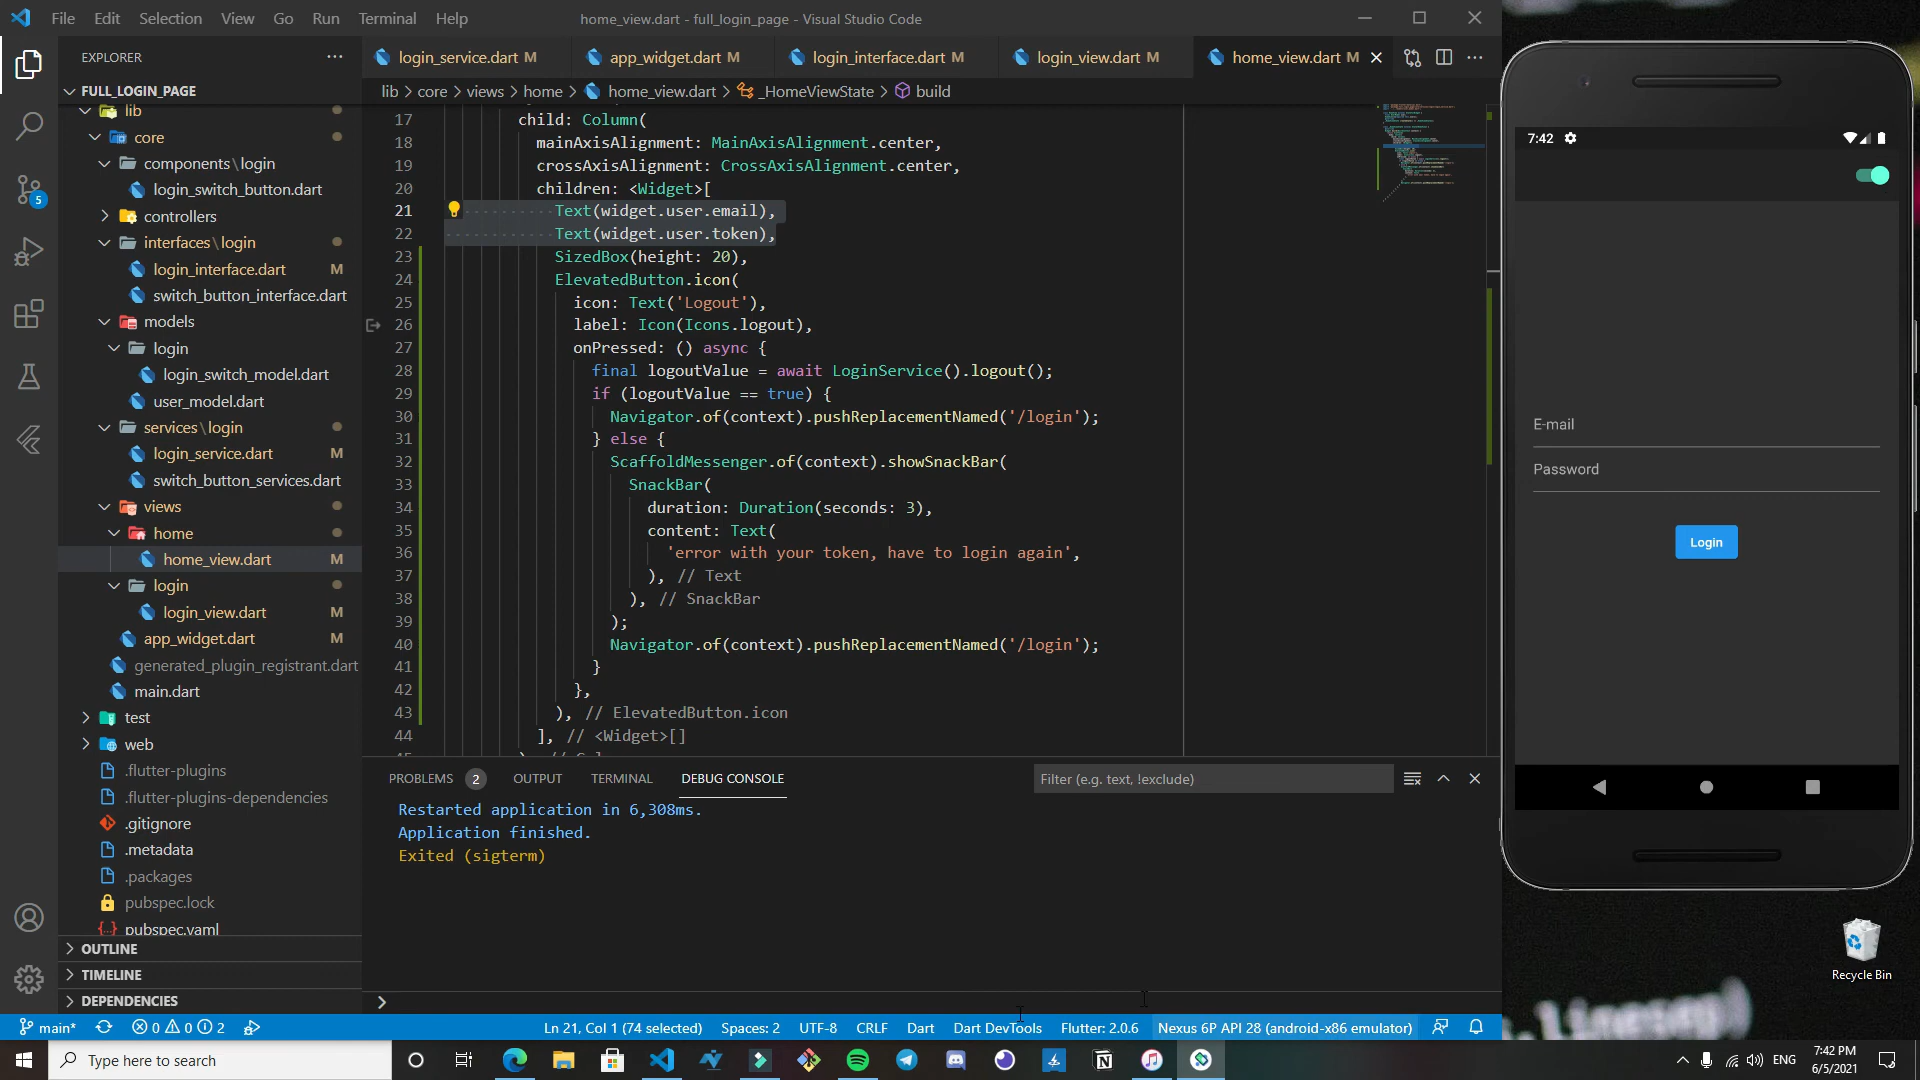 File Edit Selection View Go Run Terminal Help
home_view.dart - full_login_page - Visual Studio Code
EXPLORER
FULL_LOGIN_PAGE
lib
core
components\login
login_switch_button.dart
controllers
interfaces\login
login_interface.dart M
switch_button_interface.dart
models
login
login_switch_model.dart
user_model.dart
services\login
login_service.dart M
switch_button_services.dart
views
home
home_view.dart M
login
login_view.dart M
app_widget.dart M
generated_plugin_registrant.dart
main.dart
test
web
.flutter-plugins
.flutter-plugins-dependencies
.gitignore
.metadata
.packages
pubspec.lock
pubspec.yaml
OUTLINE
TIMELINE
DEPENDENCIES
login_service.dart M app_widget.dart M login_interface.dart M login_view.dart M home_view.dart M
lib > core > views > home > home_view.dart > _HomeViewState > build
17 child: Column(
18 mainAxisAlignment: MainAxisAlignment.center,
19 crossAxisAlignment: CrossAxisAlignment.center,
20 children: <Widget>[
21 Text(widget.user.email),
22 Text(widget.user.token),
23 SizedBox(height: 20),
24 ElevatedButton.icon(
25 icon: Text('Logout'),
26 label: Icon(Icons.logout),
27 onPressed: () async {
28 final logoutValue = await LoginService().logout();
29 if (logoutValue == true) {
30 Navigator.of(context).pushReplacementNamed('/login');
31 } else {
32 ScaffoldMessenger.of(context).showSnackBar(
33 SnackBar(
34 duration: Duration(seconds: 3),
35 content: Text(
36 'error with your token, have to login again',
37 ), // Text
38 ), // SnackBar
39 );
40 Navigator.of(context).pushReplacementNamed('/login');
41 }
42 },
43 ), // ElevatedButton.icon
44 ], // <Widget>[]
PROBLEMS 2 OUTPUT TERMINAL DEBUG CONSOLE
Filter (e.g. text, !exclude)
Restarted application in 6,308ms.
Application finished.
Exited (sigterm)
main* 0 0 2
Ln 21, Col 1 (74 selected) Spaces: 2 UTF-8 CRLF Dart Dart DevTools Flutter: 2.0.6 Nexus 6P API 28 (android-x86 emulator)
7:42
E-mail
Password
Login
Recycle Bin
Type here to search
ENG
7:42 PM
6/5/2021
5